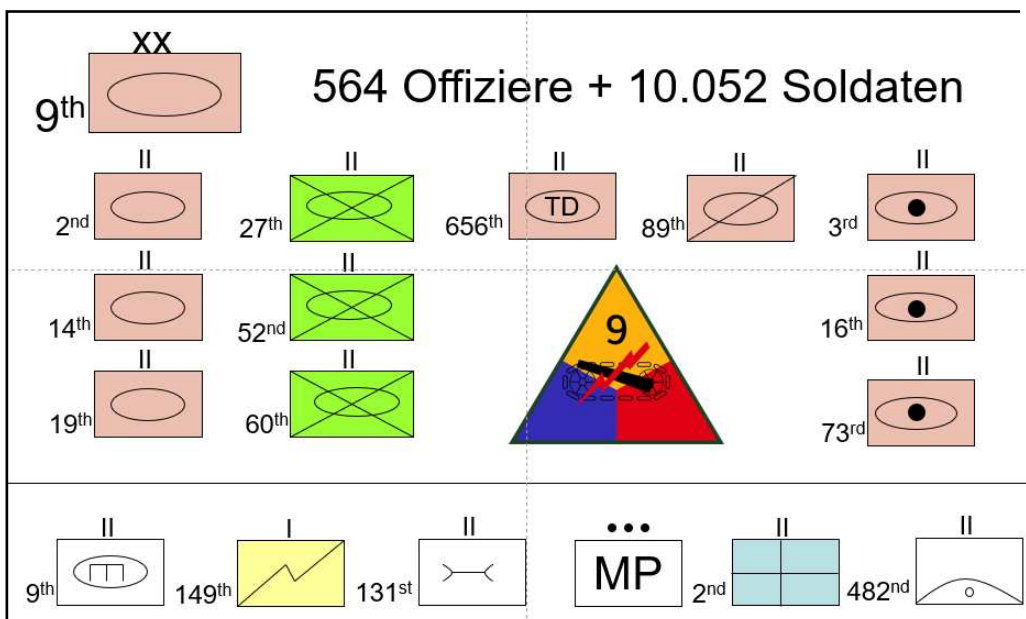 XX
9th
564 Offiziere + 10.052 Soldaten
II II II II II
2nd 27th 656th TD 89th 3rd
II II II
14th 52nd 9 16th
II II II
19th 60th 73rd
II I II ••• II II
9th 149th 131st MP 2nd 482nd